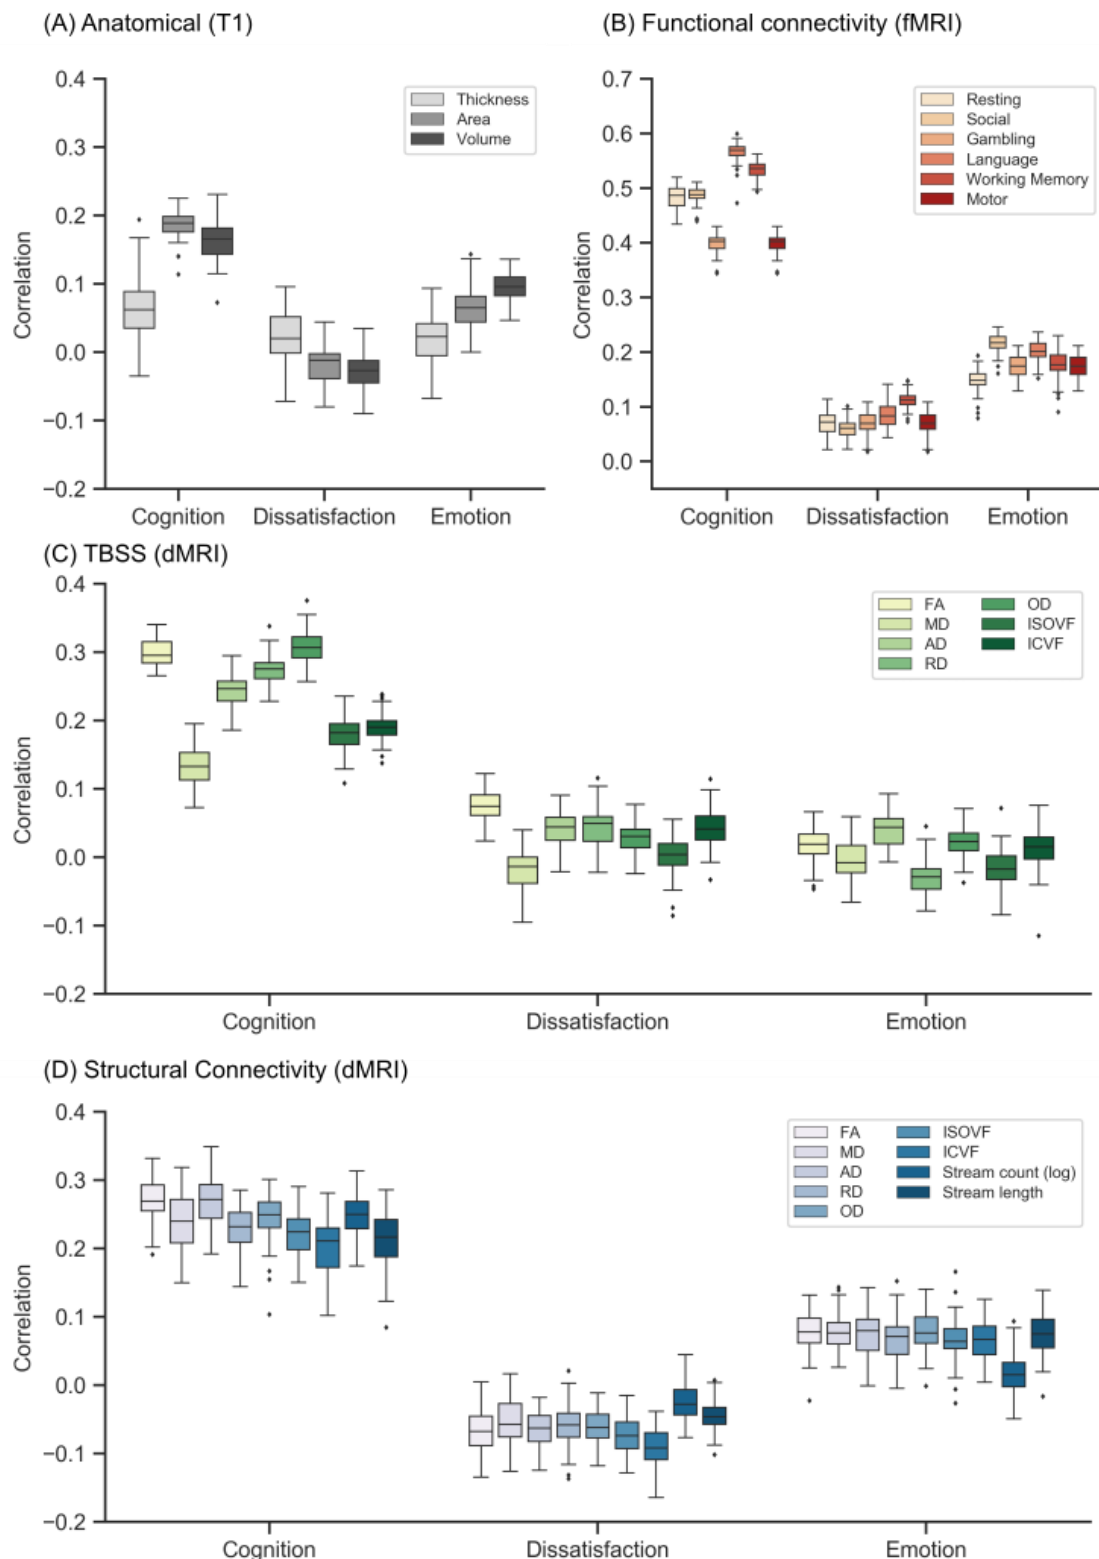 (A) Anatomical (T1)
0.4
0.3
0.2
0.1
0.0
−0.1
−0.2
Correlation
Thickness
Area
Volume
Cognition Dissatisfaction Emotion
(B) Functional connectivity (fMRI)
0.7
0.6
0.5
0.4
0.3
0.2
0.1
0.0
Correlation
Resting
Social
Gambling
Language
Working Memory
Motor
Cognition Dissatisfaction Emotion
(C) TBSS (dMRI)
0.4
0.3
0.2
0.1
0.0
−0.1
−0.2
Correlation
FA
MD
AD
RD
OD
ISOVF
ICVF
Cognition Dissatisfaction Emotion
(D) Structural Connectivity (dMRI)
0.4
0.3
0.2
0.1
0.0
−0.1
−0.2
Correlation
FA
MD
AD
RD
OD
ISOVF
ICVF
Stream count (log)
Stream length
Cognition Dissatisfaction Emotion